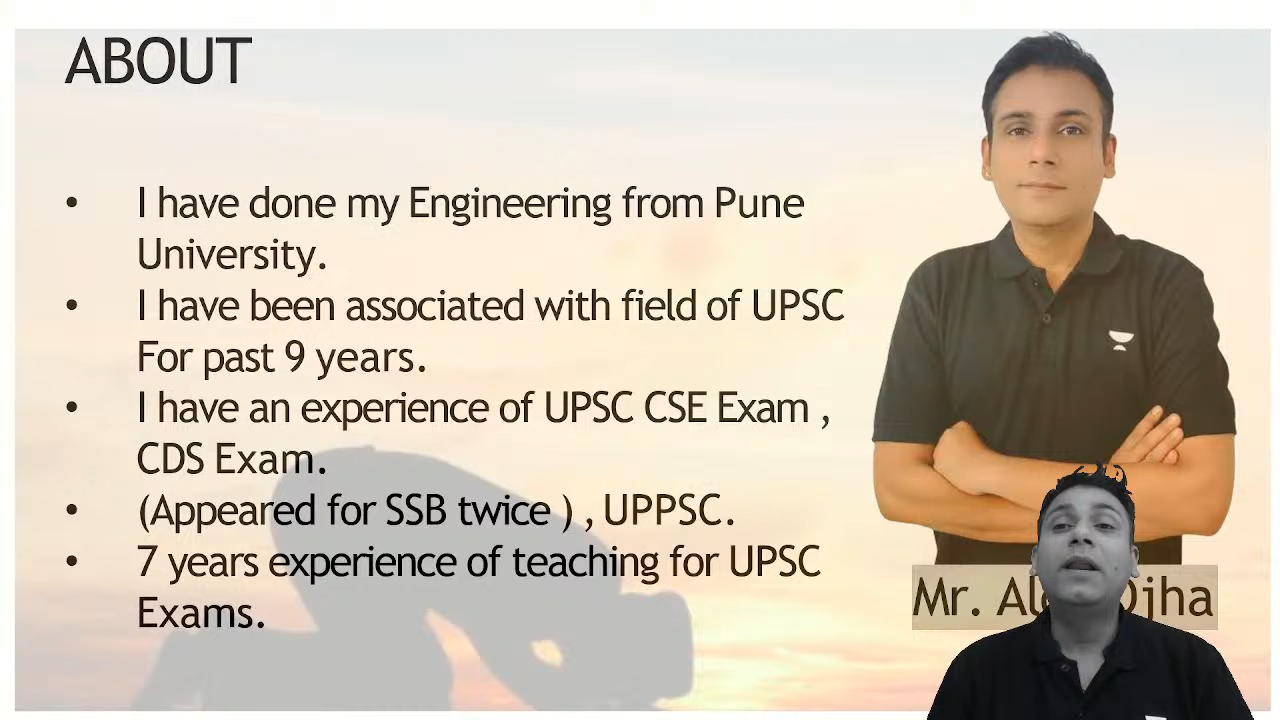 ABOUT
• I have done my Engineering from Pune
University.
• I have been associated with field of UPSC
For past 9 years.
• I have an experience of UPSC CSE Exam ,
CDS Exam.
• (Appeared for SSB twice ) , UPPSC.
• 7 years experience of teaching for UPSC
Exams.
Mr.